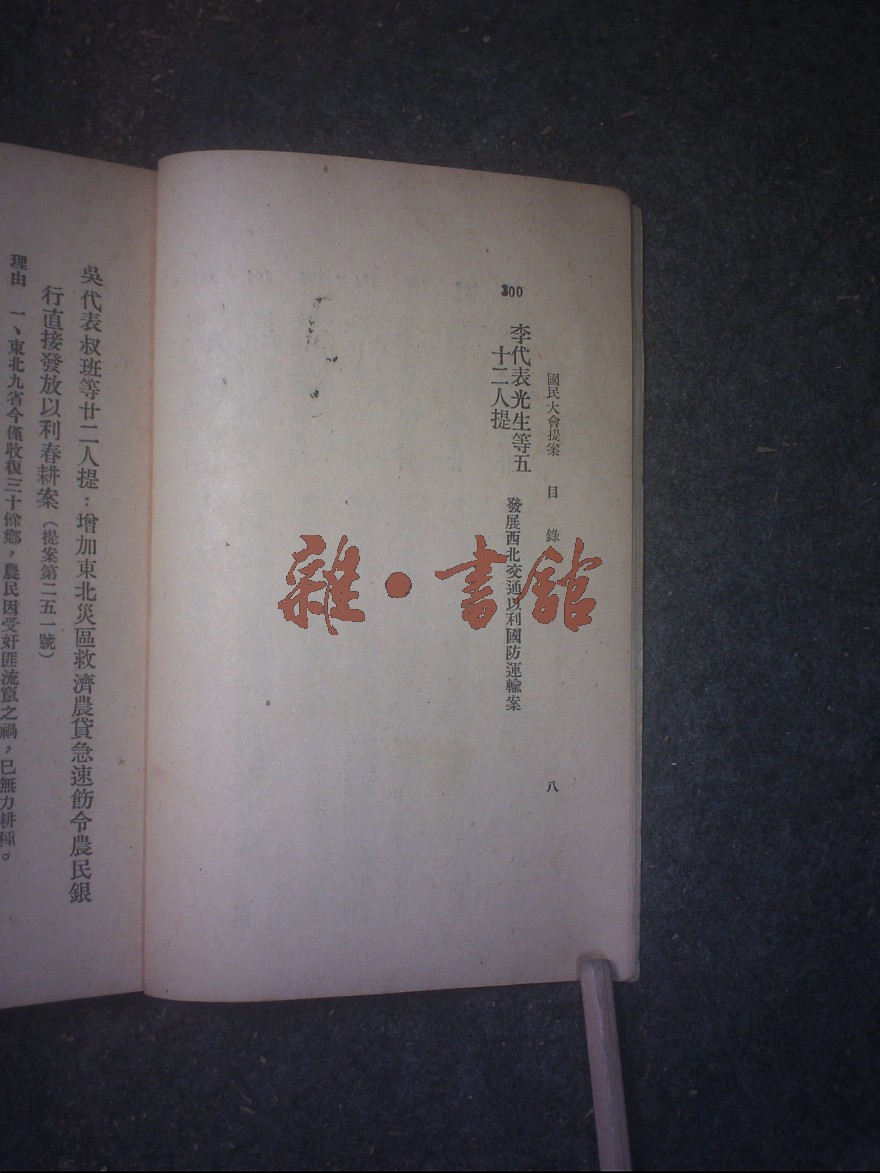 國民大會提案 目錄 八
300
李代表光生等五
十二人提
發展西北交通以利國防運輸案
吳代表叔班等廿二人提：增加東北災區救濟農貸急速飭令農民銀
行直接發放以利春耕案（提案第二五一號）
理由 一、東北九省今僅收復三十餘鄉，農民因受奸匪流竄之禍，已無力耕種。
雜·書館